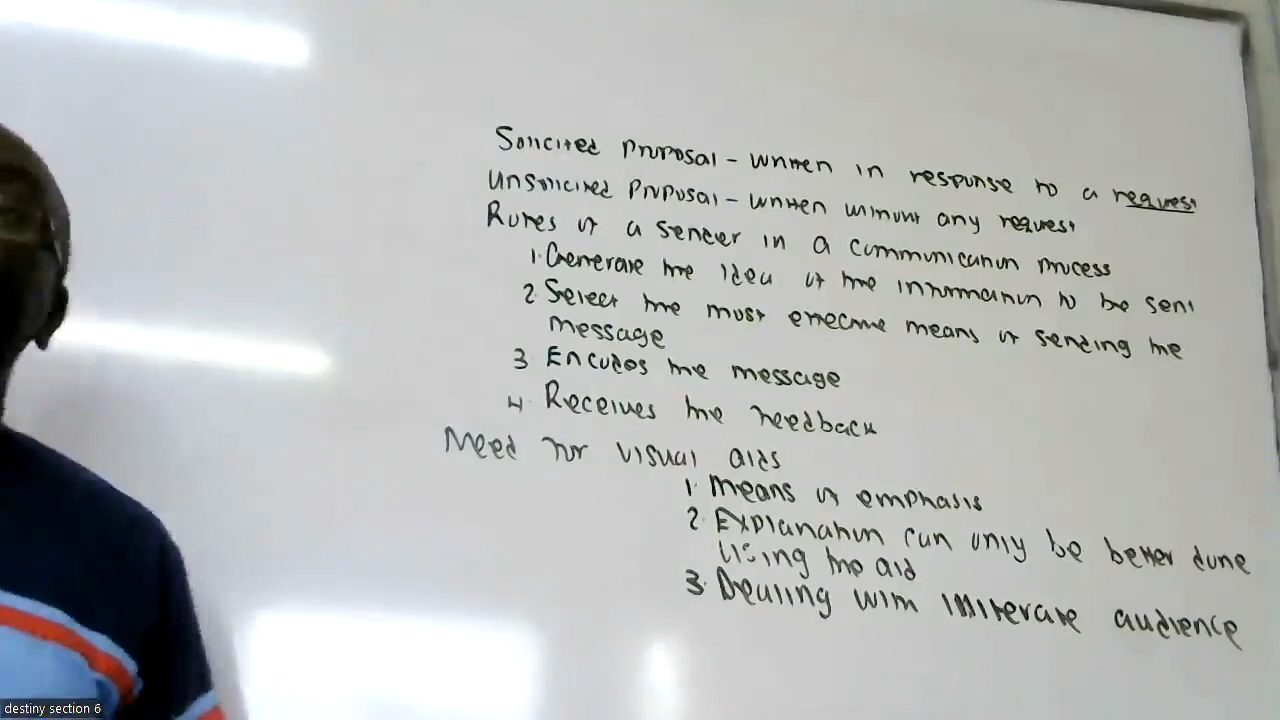 Solicited Proposal - written in response to a request
Unsolicited Proposal - written without any request
Roles of a sender in a communication process
1. Generate the idea of the information to be sent
2. Select the most effective means of sending the
message
3 Encodes the message
4. Receives the feedback
Need for visual aids
1. Means of emphasis
2. Explanation can only be better done
using the aid
3. Dealing with illiterate audience
destiny section 6